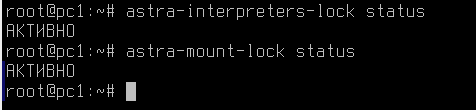 root@pc1:~# astra-interpreters-lock status
АКТИВНО
root@pc1:~# astra-mount-lock status
АКТИВНО
root@pc1:~#